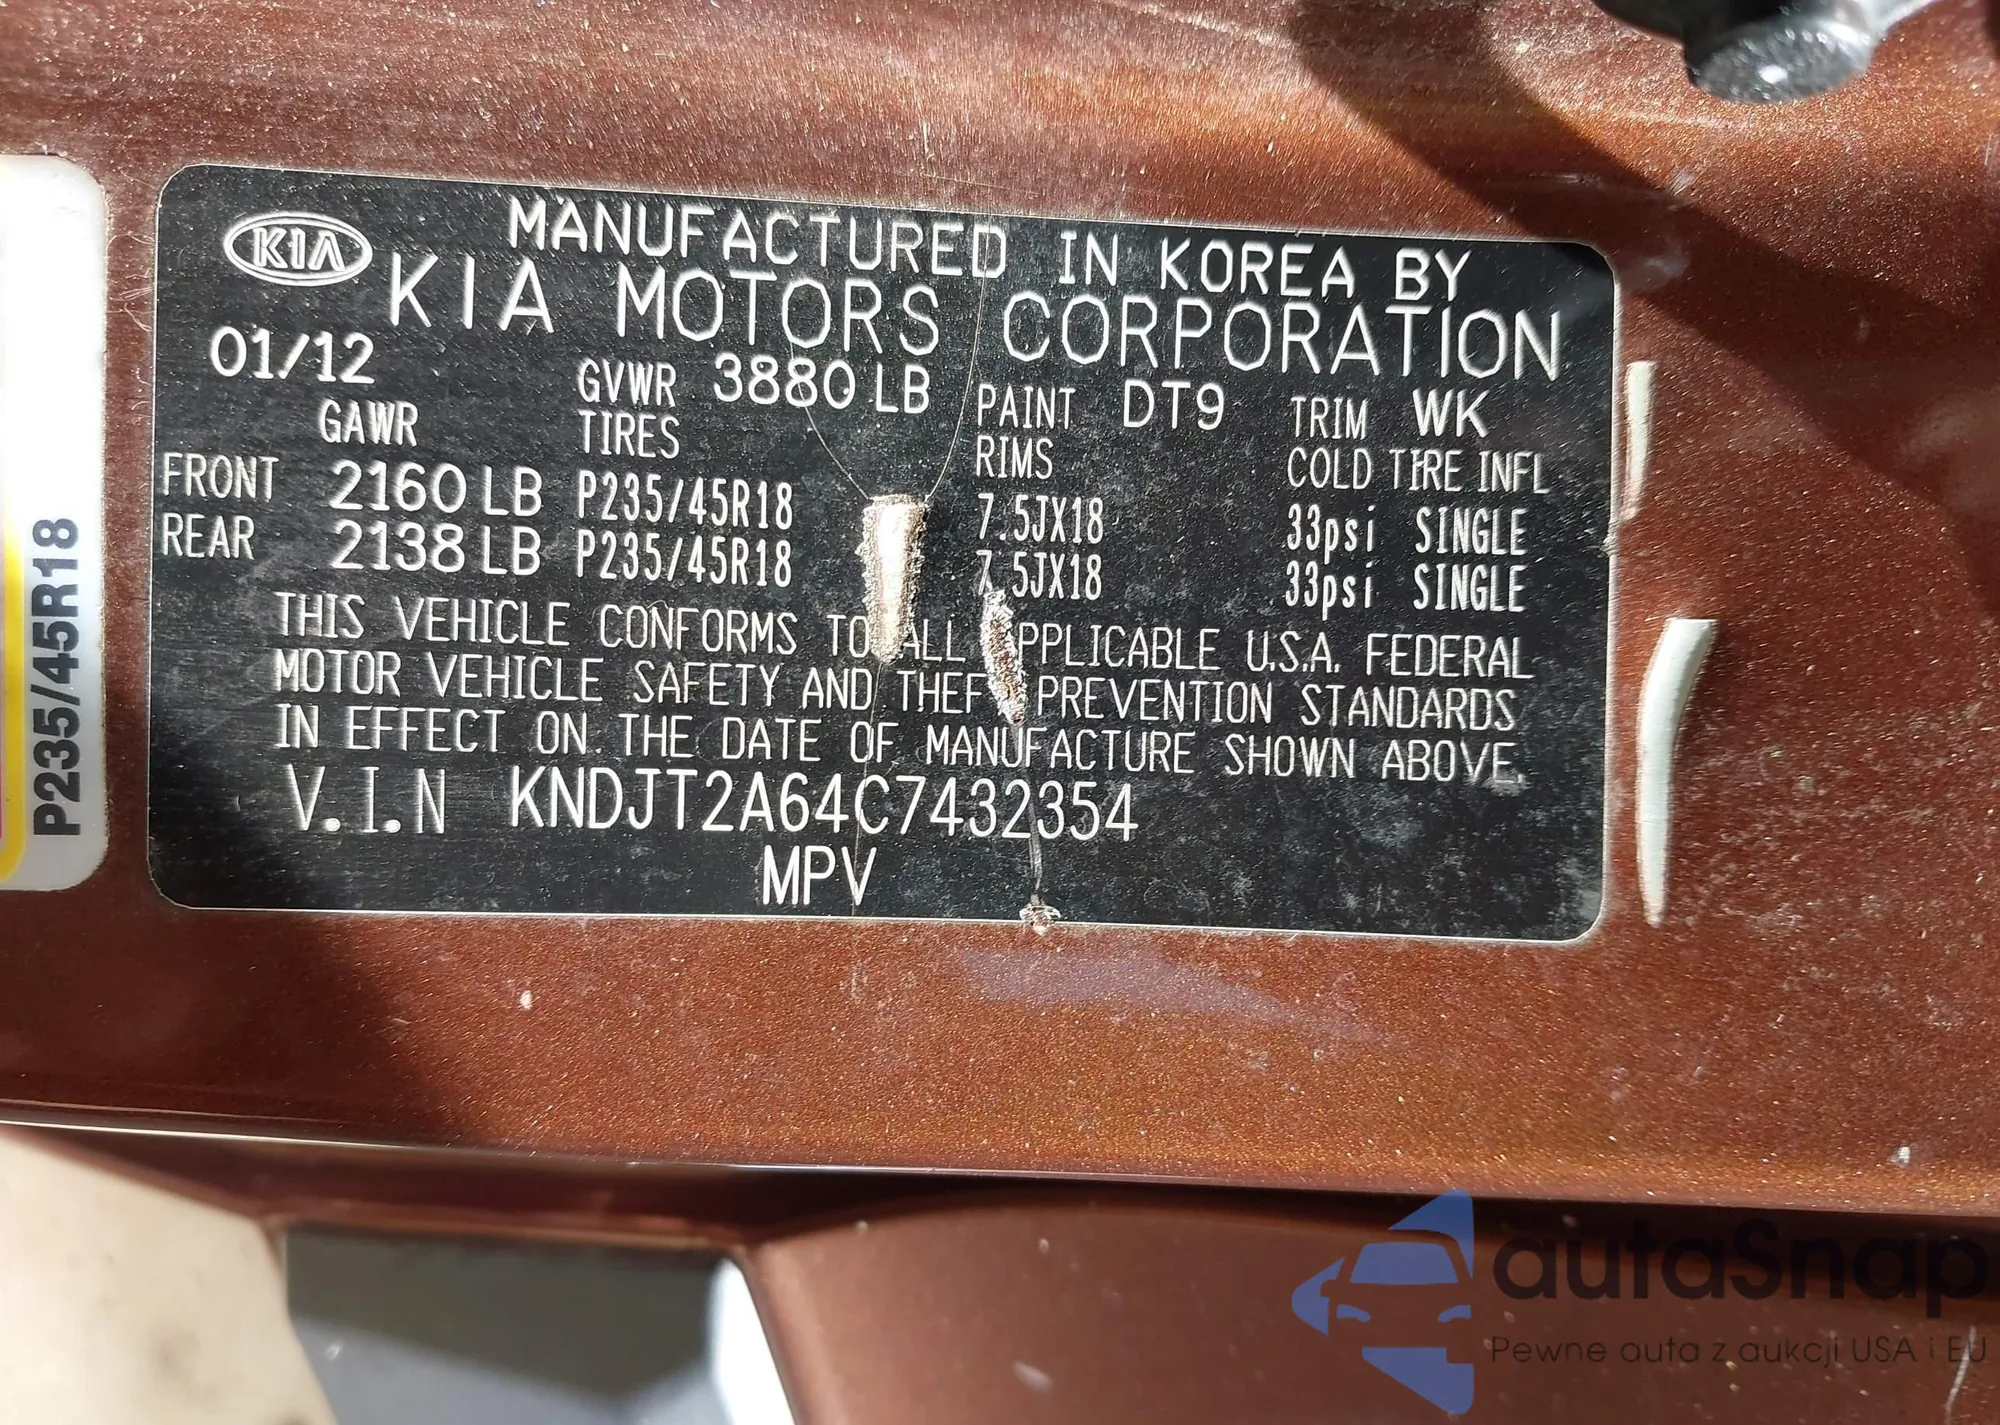 KIA
MANUFACTURED IN KOREA BY
KIA MOTORS CORPORATION
01/12 GVWR 3880 LB PAINT DT9 TRIM WK
GAWR TIRES RIMS COLD TIRE INFL
FRONT 2160 LB P235/45R18 7.5JX18 33psi SINGLE
REAR 2138 LB P235/45R18 7.5JX18 33psi SINGLE
THIS VEHICLE CONFORMS TO ALL APPLICABLE U.S.A. FEDERAL
MOTOR VEHICLE SAFETY AND THEFT PREVENTION STANDARDS
IN EFFECT ON THE DATE OF MANUFACTURE SHOWN ABOVE.
V.I.N KNDJT2A64C7432354
MPV
P235/45R18
autaSnap
Pewne auta z aukcji USA i EU